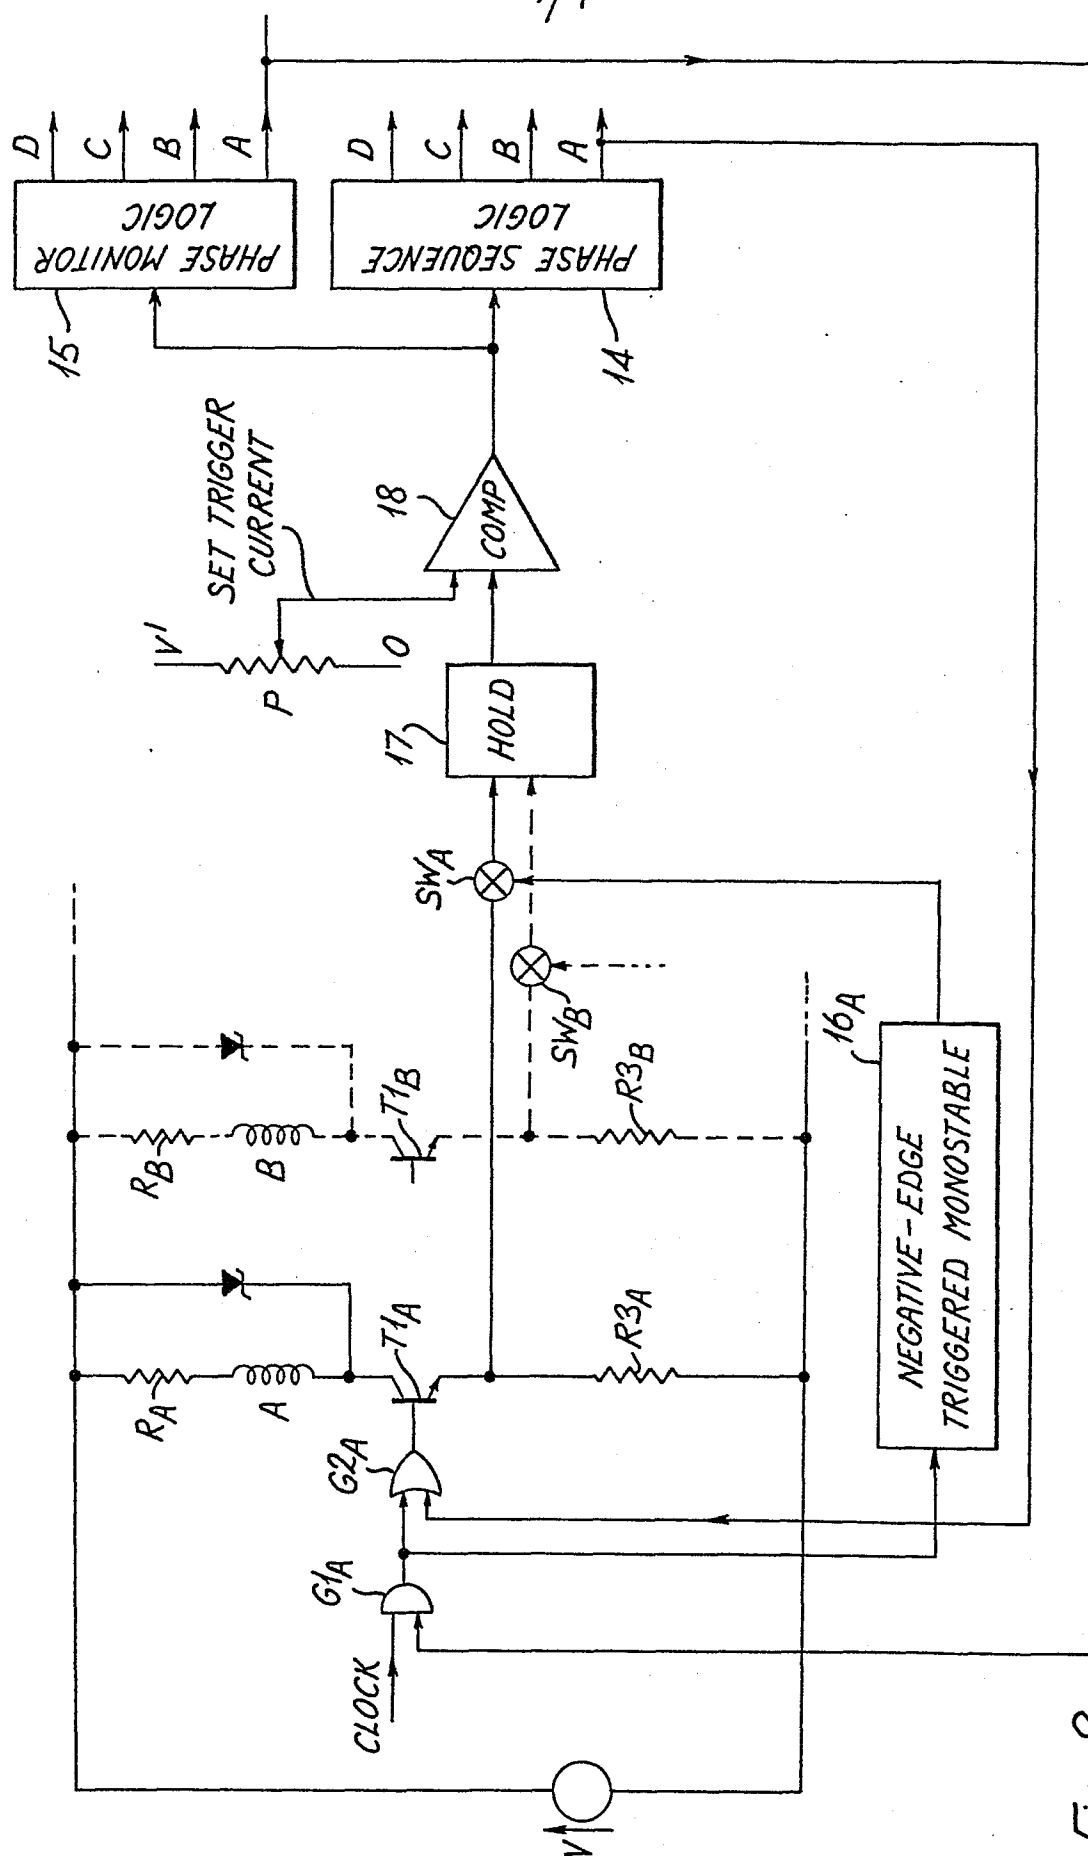 D
C
B
A
PHASE MONITOR
LOGIC
15
D
C
B
A
PHASE SEQUENCE
LOGIC
14
SET TRIGGER
CURRENT
18
COMP
V'
P
O
17
HOLD
SWA
SWB
16A
NEGATIVE-EDGE
TRIGGERED MONOSTABLE
RB
B
T1B
R3B
RA
A
T1A
R3A
G2A
G1A
CLOCK
V